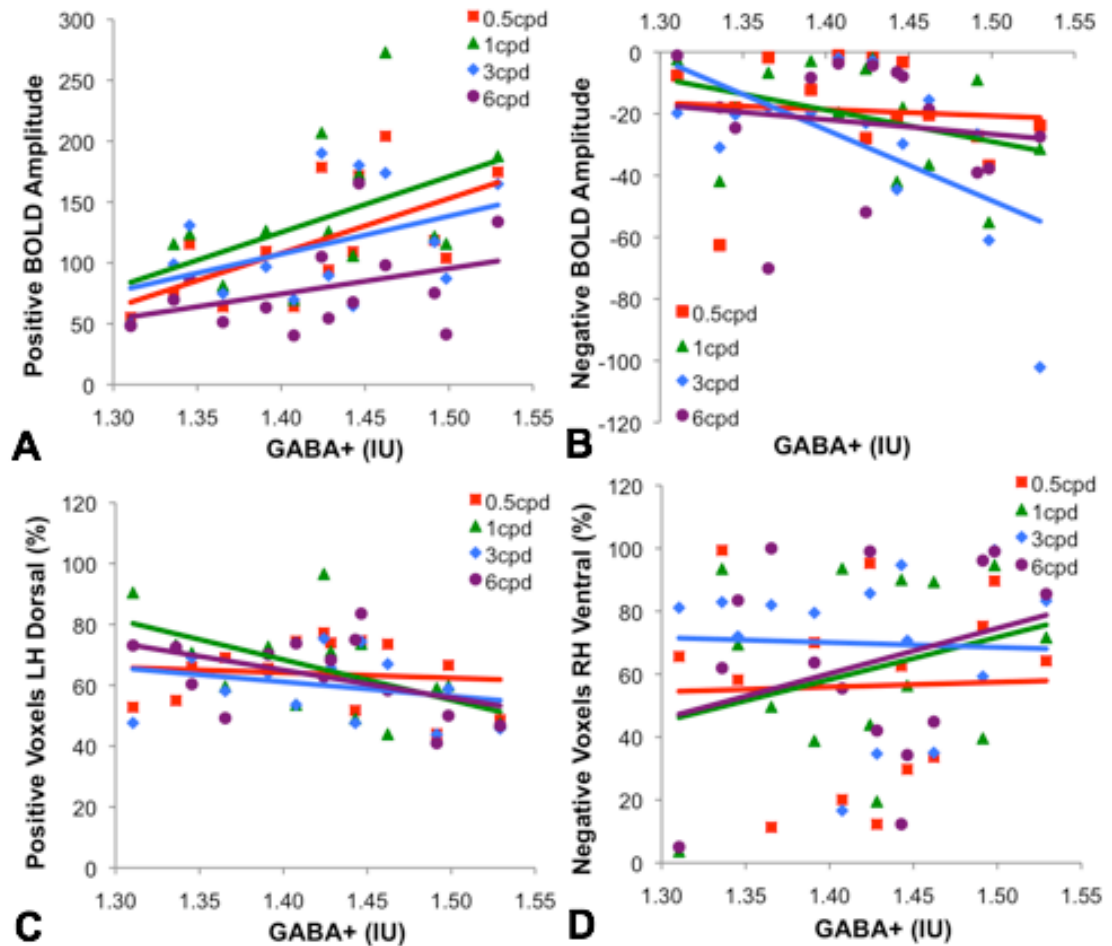 300
250
200
150
100
50
0
Positive BOLD Amplitude
0.5cpd
1cpd
3cpd
6cpd
1.30 1.35 1.40 1.45 1.50 1.55
GABA+ (IU)
A
1.30 1.35 1.40 1.45 1.50 1.55
0
-20
-40
-60
-80
-100
-120
Negative BOLD Amplitude
0.5cpd
1cpd
3cpd
6cpd
GABA+ (IU)
B
120
100
80
60
40
20
0
Positive Voxels LH Dorsal (%)
0.5cpd
1cpd
3cpd
6cpd
1.30 1.35 1.40 1.45 1.50 1.55
GABA+ (IU)
C
120
100
80
60
40
20
0
Negative Voxels RH Ventral (%)
0.5cpd
1cpd
3cpd
6cpd
1.30 1.35 1.40 1.45 1.50 1.55
GABA+ (IU)
D